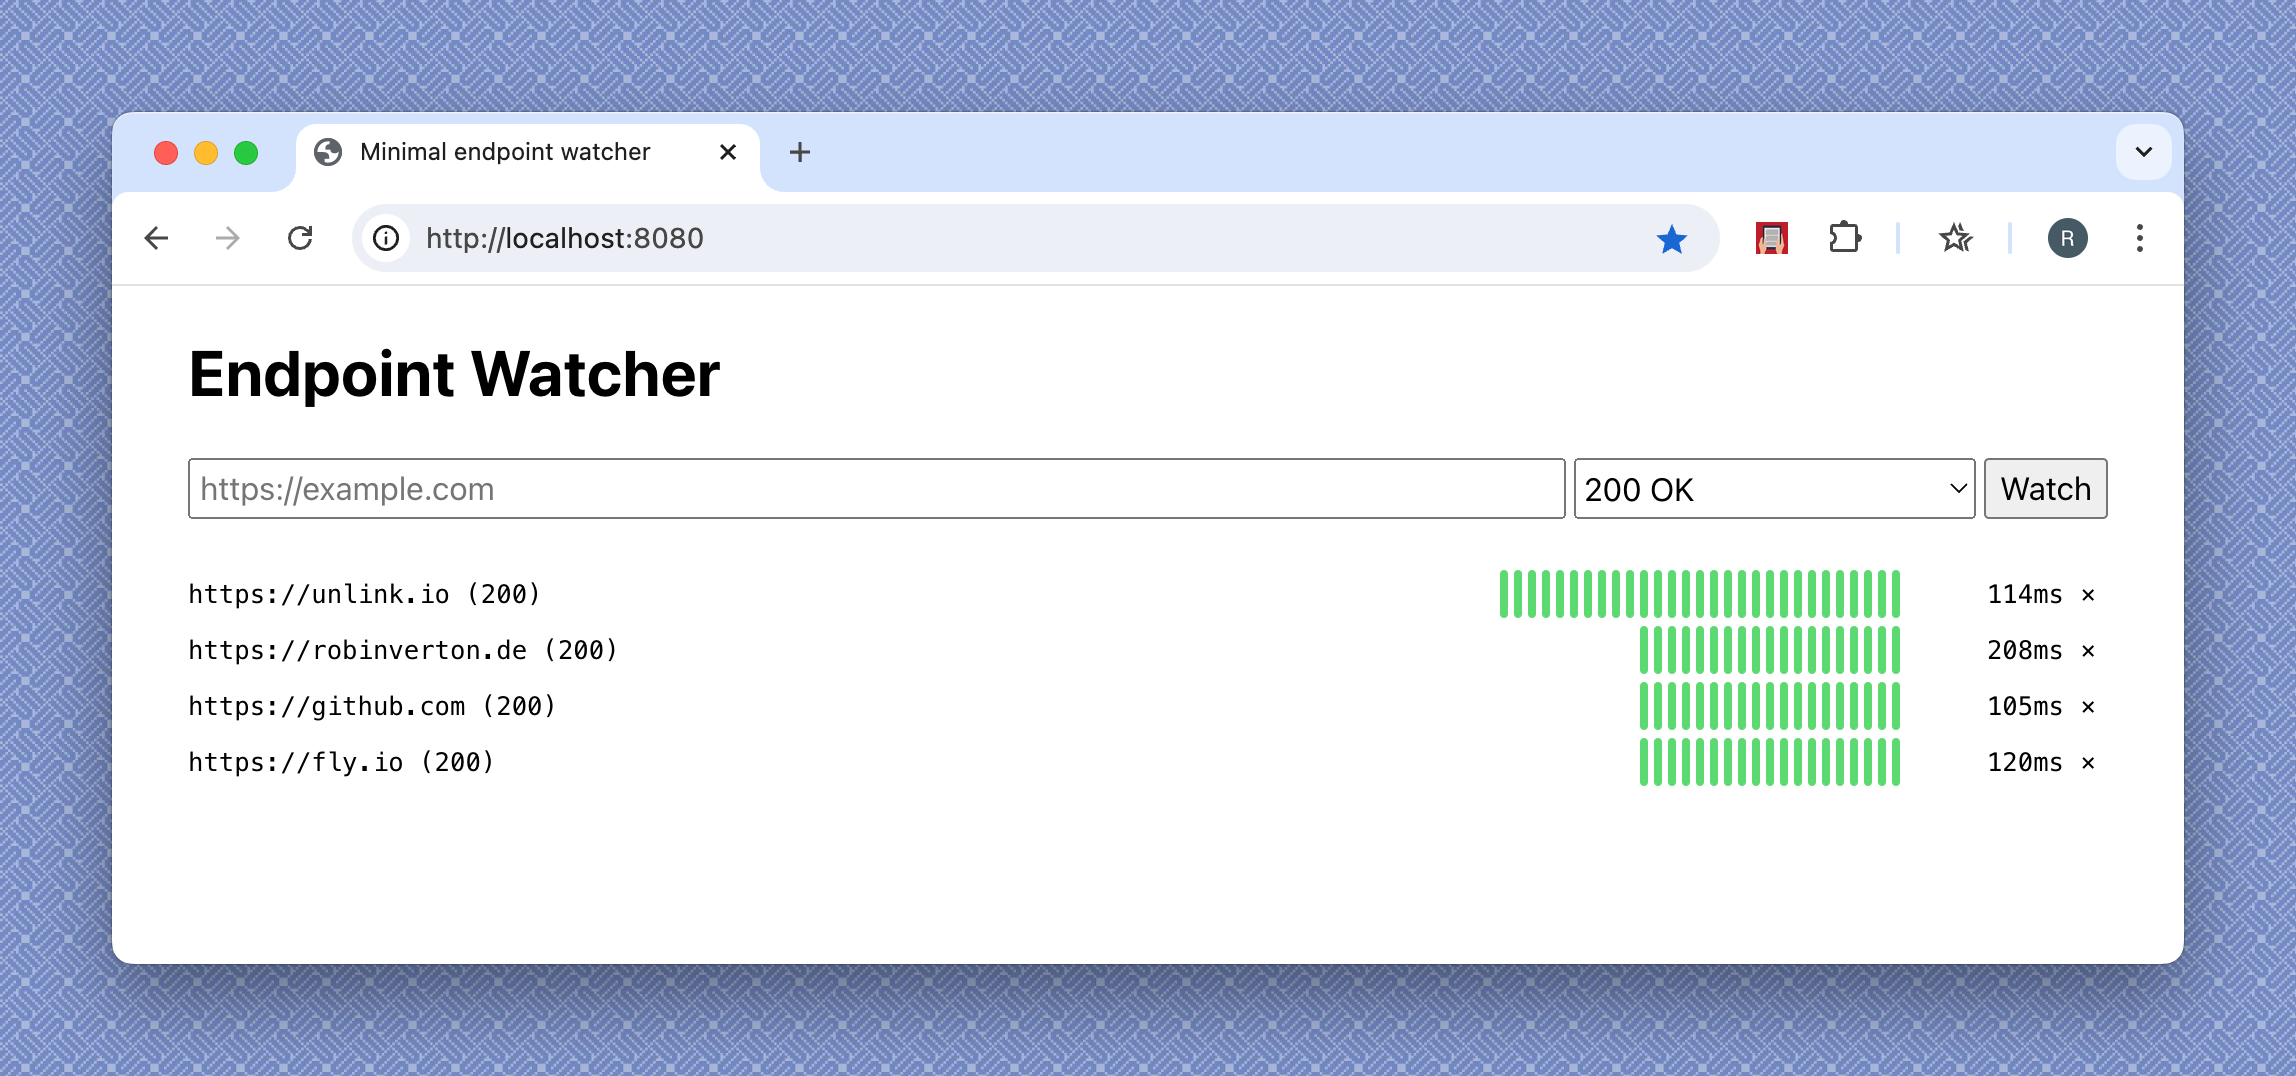 Minimal endpoint watcher
http://localhost:8080
R
Endpoint Watcher
https://example.com 200 OK Watch
https://unlink.io (200) 114ms ×
https://robinverton.de (200) 208ms ×
https://github.com (200) 105ms ×
https://fly.io (200) 120ms ×